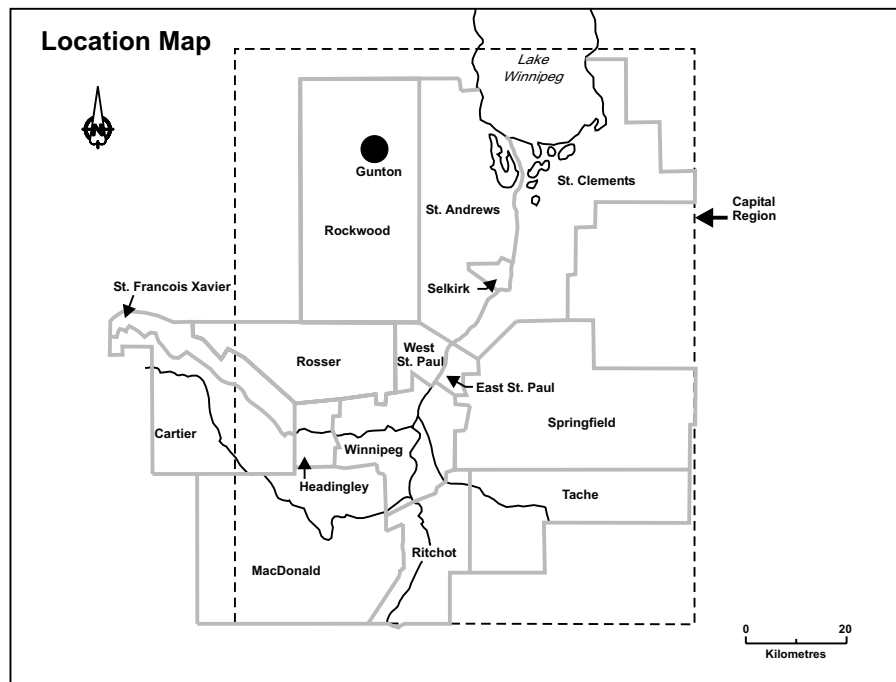 Location Map
Lake
Winnipeg
N
Gunton
St. Clements
Capital
Region
St. Andrews
Rockwood
St. Francois Xavier
Selkirk
West
St. Paul
Rosser
East St. Paul
Springfield
Cartier
Winnipeg
Headingley
Tache
Ritchot
MacDonald
0 20
Kilometres